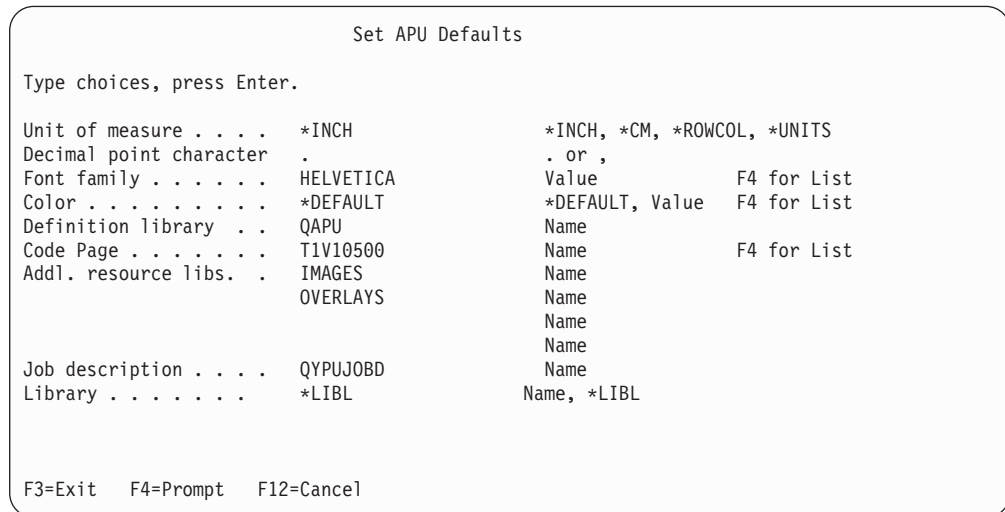 Set APU Defaults
Type choices, press Enter.
Unit of measure . . . . *INCH *INCH, *CM, *ROWCOL, *UNITS
Decimal point character . . or ,
Font family . . . . . . HELVETICA Value F4 for List
Color . . . . . . . . . *DEFAULT *DEFAULT, Value F4 for List
Definition library . . QAPU Name
Code Page . . . . . . . T1V10500 Name F4 for List
Addl. resource libs. . IMAGES Name
OVERLAYS Name
Name
Name
Job description . . . . QYPUJOBD Name
Library . . . . . . . *LIBL Name, *LIBL
F3=Exit F4=Prompt F12=Cancel